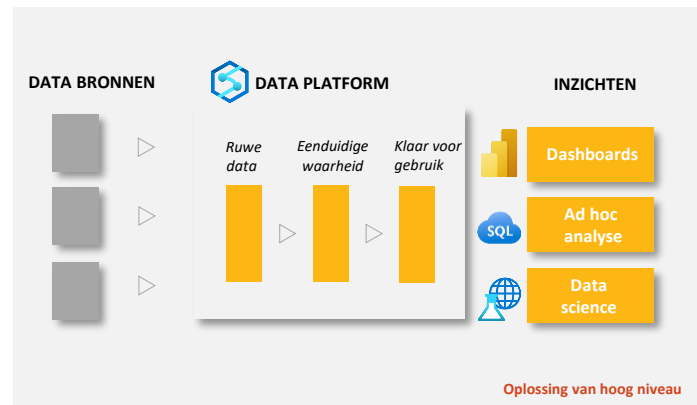 DATA BRONNEN
DATA PLATFORM
INZICHTEN
Ruwe
data
Eenduidige
waarheid
Klaar voor
gebruik
Dashboards
SQL
Ad hoc
analyse
Data
science
Oplossing van hoog niveau